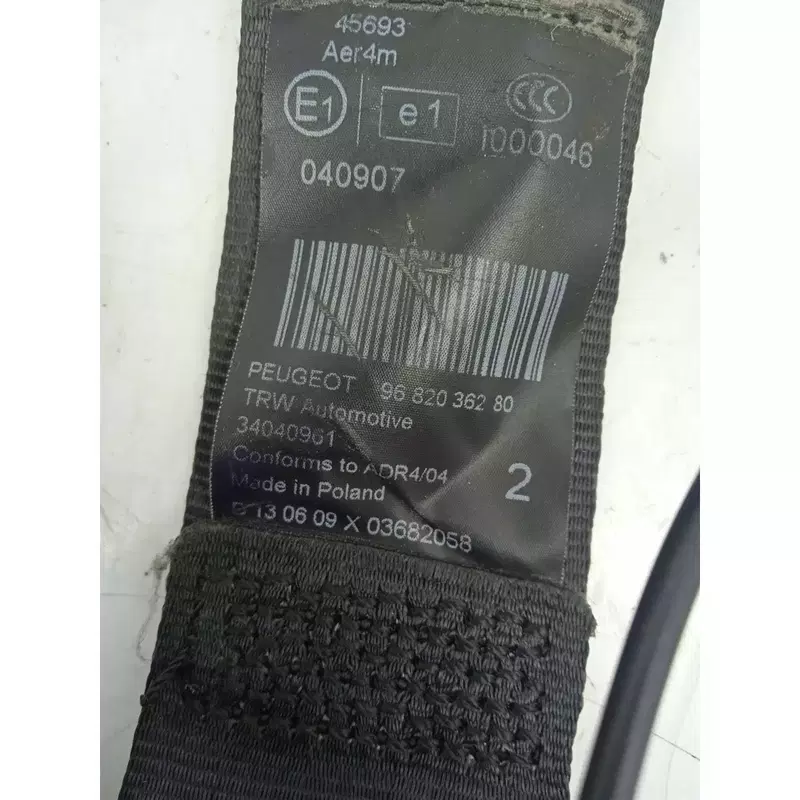 45693
Aer4m
E1 e1 CCC
I000046
040907
PEUGEOT 96 820 362 80
TRW Automotive
34040961
Conforms to ADR4/04
Made in Poland 2
13 06 09 X 03682058